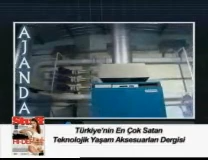 AJANDA
Türkiye'nin En Çok Satan
Teknolojik Yaşam Aksesuarları Dergisi